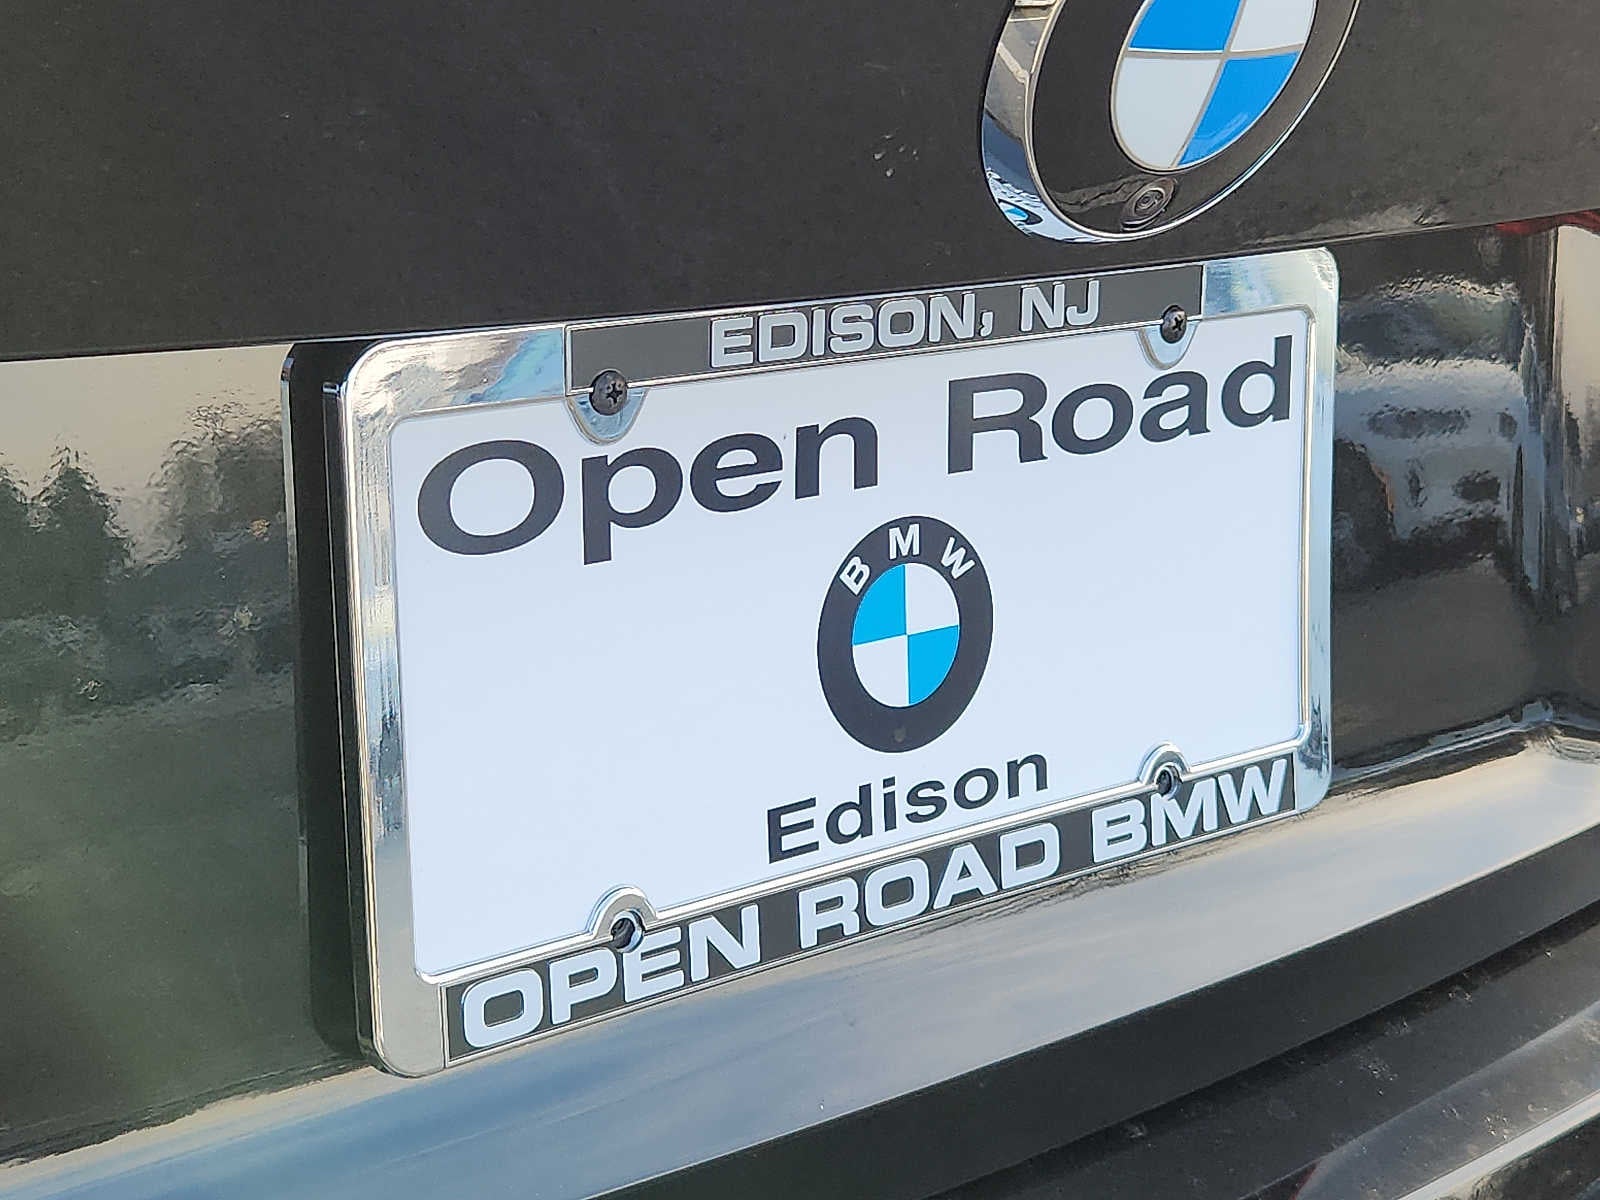 EDISON, NJ
Open Road
BMW
Edison
OPEN ROAD BMW